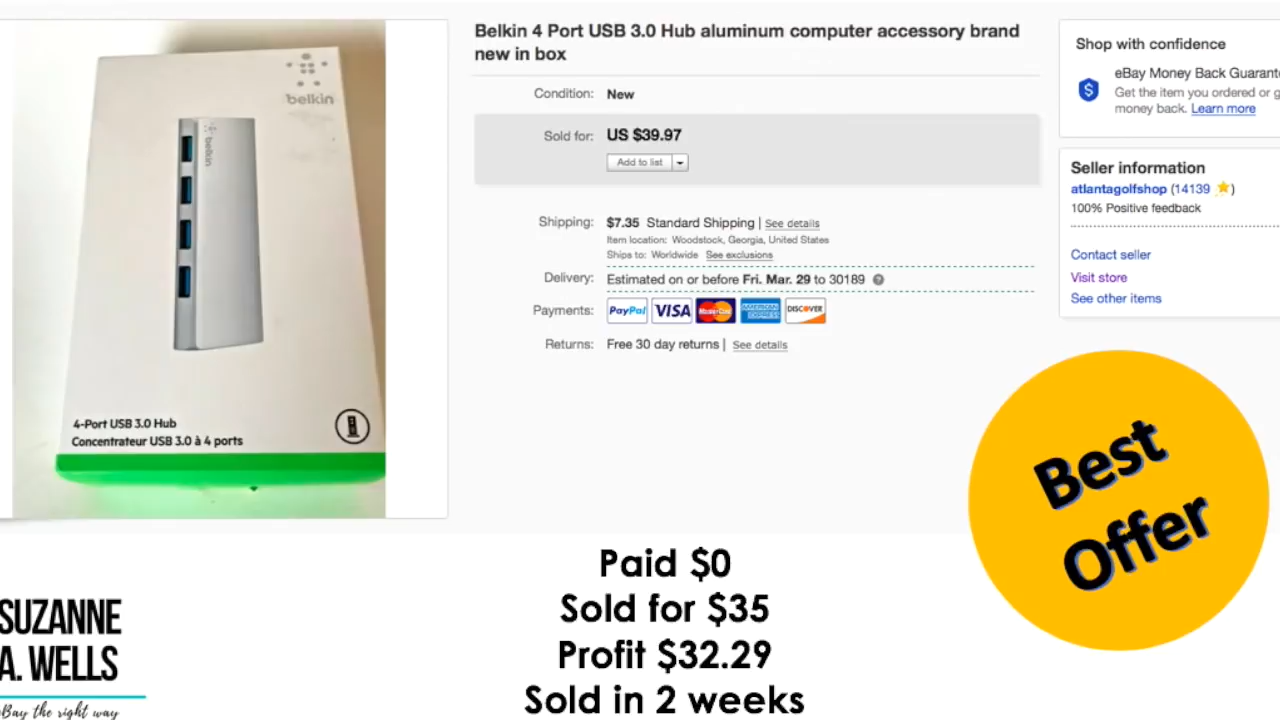 belkin
belkin
4-Port USB 3.0 Hub
Concentrateur USB 3.0 à 4 ports
Belkin 4 Port USB 3.0 Hub aluminum computer accessory brand
new in box
Condition: New
Sold for: US $39.97
Add to list
Shipping: $7.35 Standard Shipping | See details
Item location: Woodstock, Georgia, United States
Ships to: Worldwide See exclusions
Delivery: Estimated on or before Fri. Mar. 29 to 30189 ?
Payments: PayPal VISA MasterCard AMERICAN EXPRESS DISCOVER
Returns: Free 30 day returns | See details
Shop with confidence
$
eBay Money Back Guarant
Get the item you ordered or g
money back. Learn more
Seller information
atlantagolfshop (14139 )
100% Positive feedback
Contact seller
Visit store
See other items
Best
Offer
Paid $0
Sold for $35
Profit $32.29
Sold in 2 weeks
SUZANNE
A. WELLS
eBay the right way